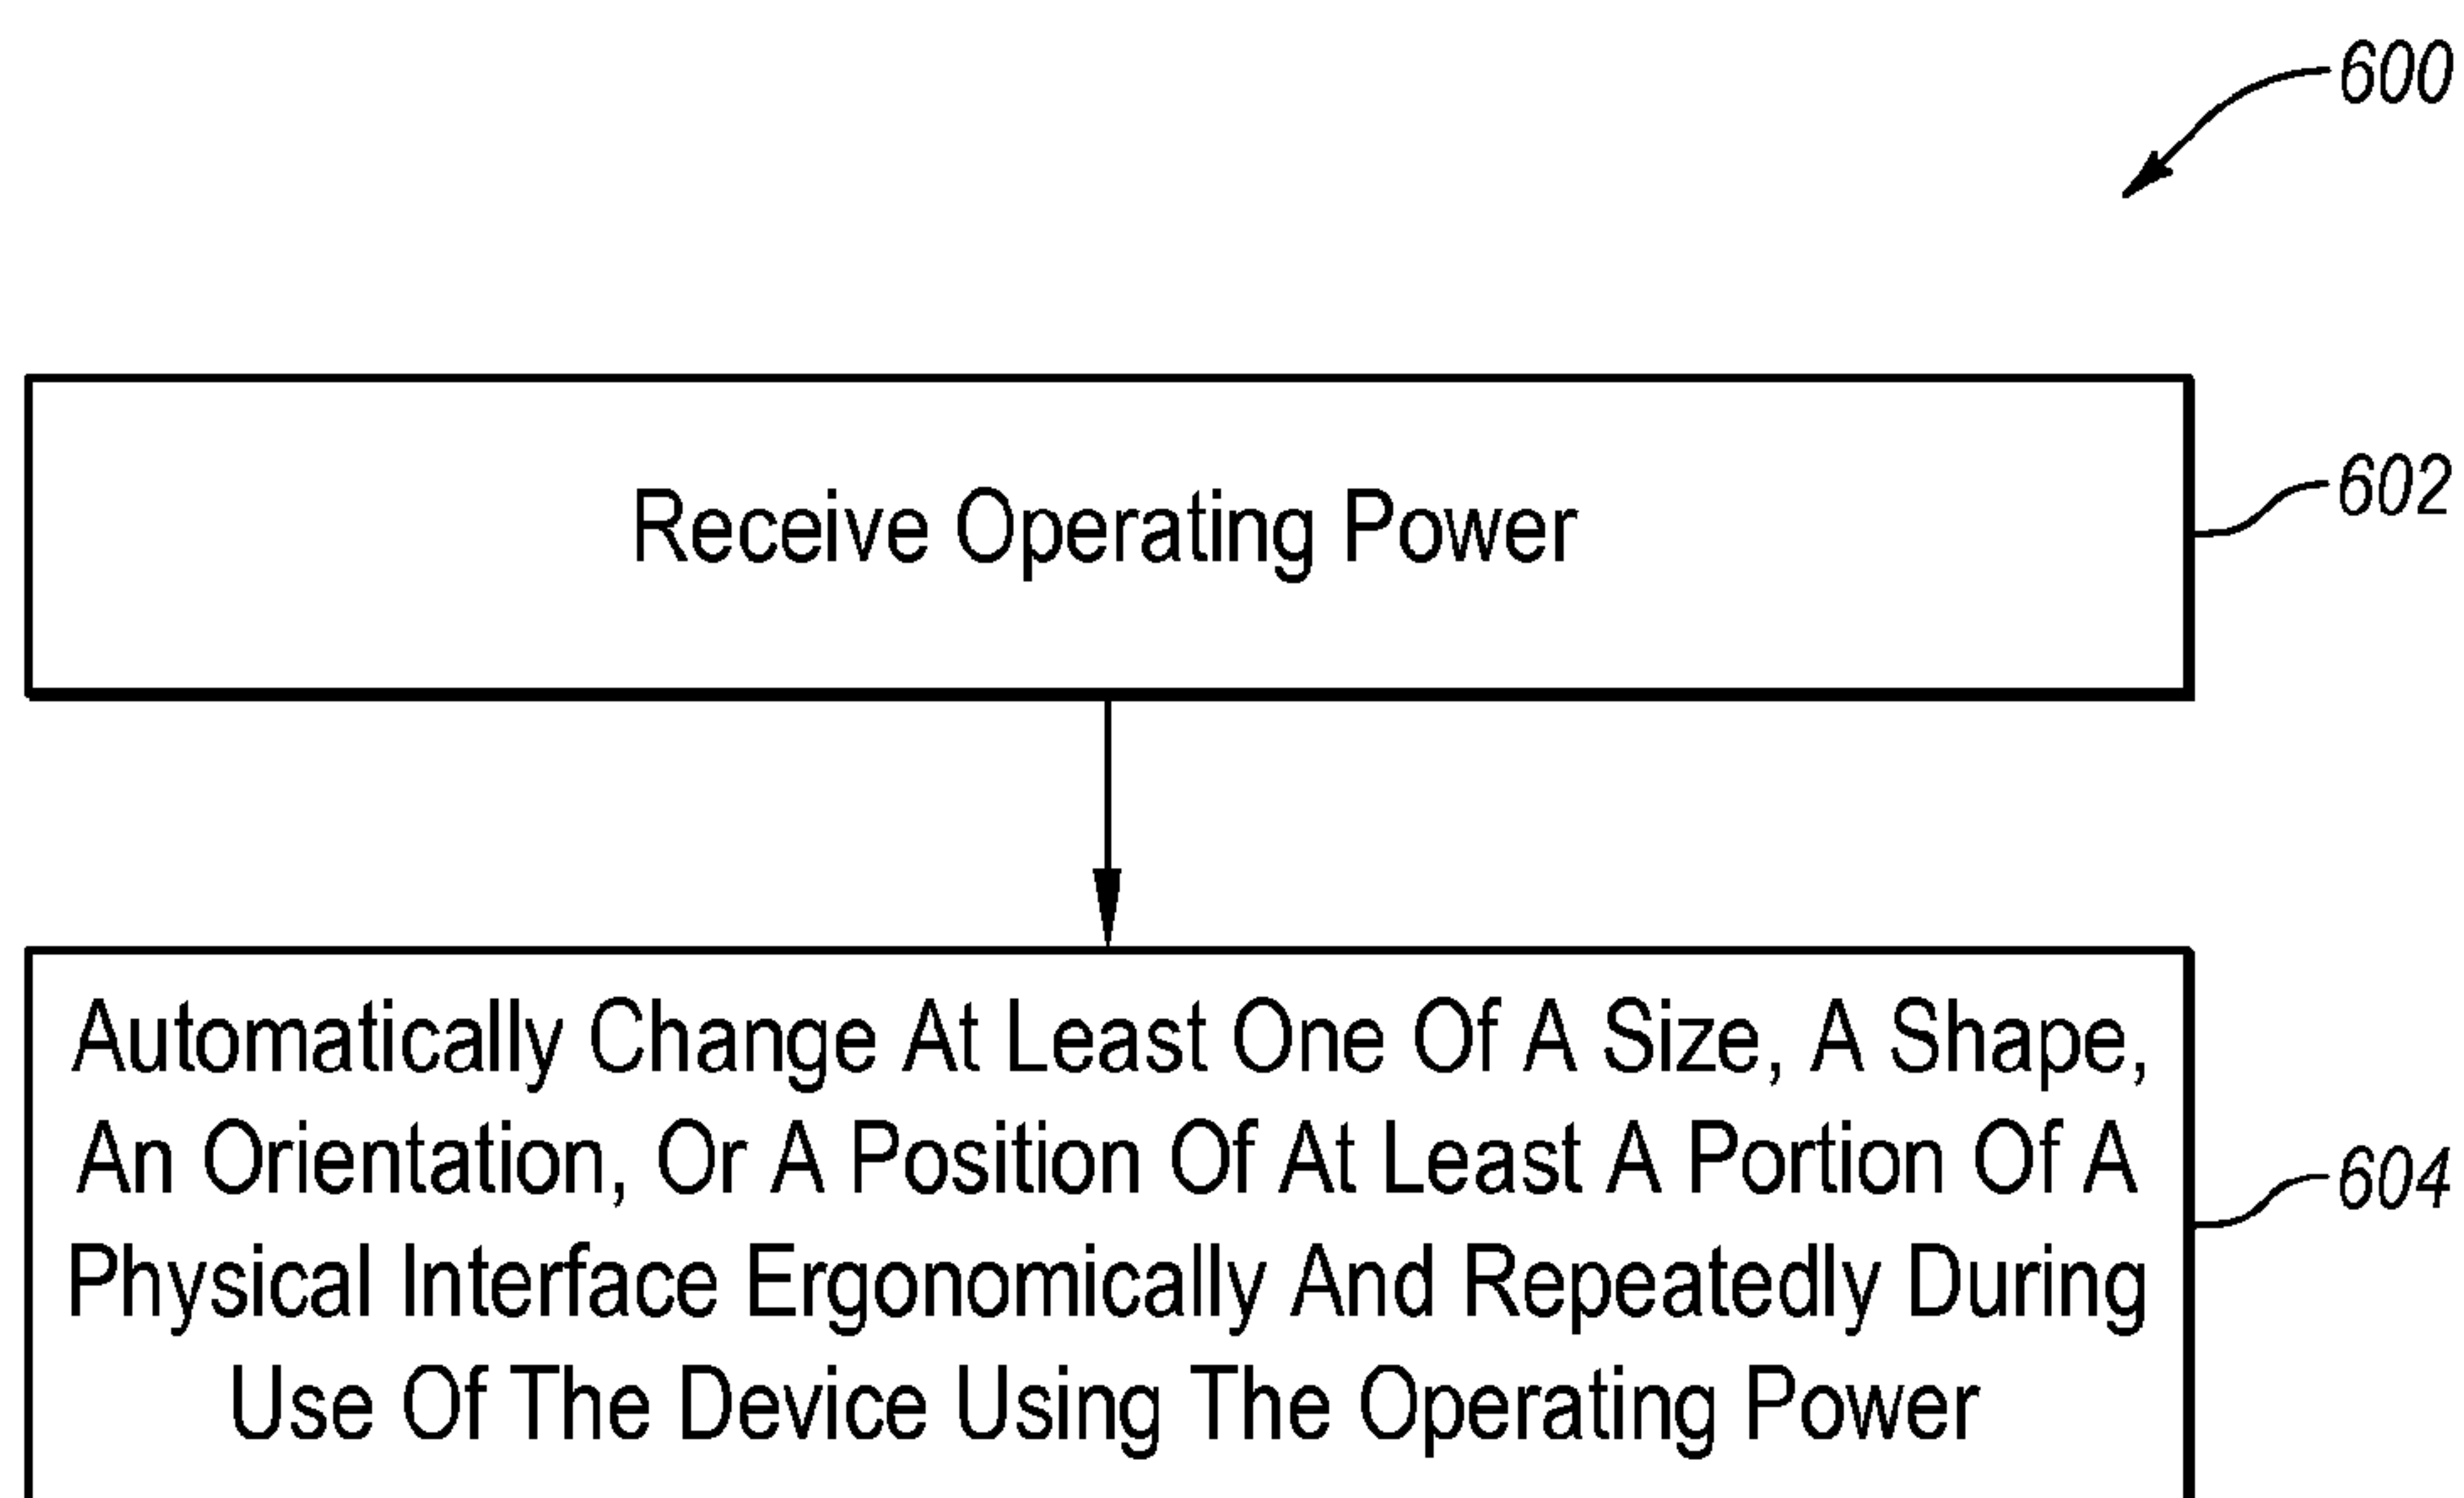 600
Receive Operating Power
602
Automatically Change At Least One Of A Size, A Shape,
An Orientation, Or A Position Of At Least A Portion Of A
604
Physical Interface Ergonomically And Repeatedly During
Use Of The Device Using The Operating Power